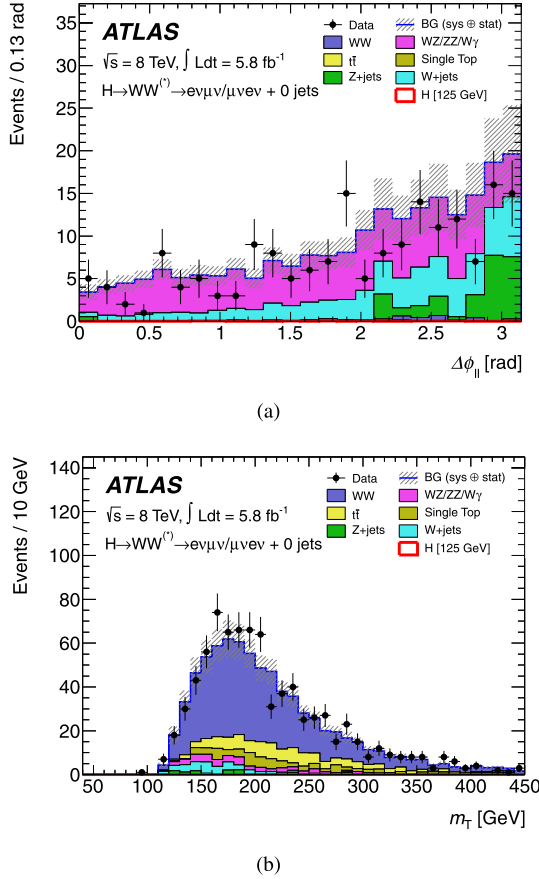 Events / 0.13 rad
35
30
25
20
15
10
5
0
ATLAS
√s = 8 TeV, ∫ Ldt = 5.8 fb⁻¹
H→WW⁽*⁾→eνμν/μνeν + 0 jets
Data
BG (sys ⊕ stat)
WW
WZ/ZZ/Wγ
tt̄
Single Top
Z+jets
W+jets
H [125 GeV]
0 0.5 1 1.5 2 2.5 3
Δϕ_ll [rad]
(a)
Events / 10 GeV
140
120
100
80
60
40
20
0
ATLAS
√s = 8 TeV, ∫ Ldt = 5.8 fb⁻¹
H→WW⁽*⁾→eνμν/μνeν + 0 jets
Data
BG (sys ⊕ stat)
WW
WZ/ZZ/Wγ
tt̄
Single Top
Z+jets
W+jets
H [125 GeV]
50 100 150 200 250 300 350 400 450
m_T [GeV]
(b)